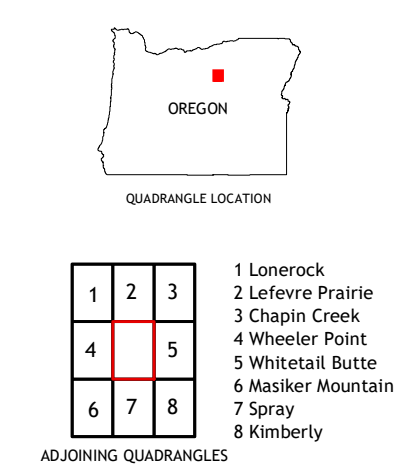 OREGON
QUADRANGLE LOCATION
1 2 3
4 5
6 7 8
ADJOINING QUADRANGLES
1 Lonerock
2 Lefevre Prairie
3 Chapin Creek
4 Wheeler Point
5 Whitetail Butte
6 Masiker Mountain
7 Spray
8 Kimberly